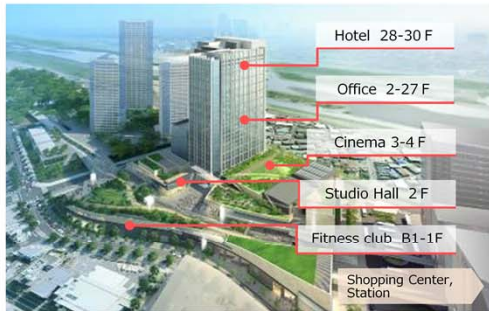 Hotel 28-30 F
Office 2-27 F
Cinema 3-4 F
Studio Hall 2 F
Fitness club B1-1F
Shopping Center,
Station